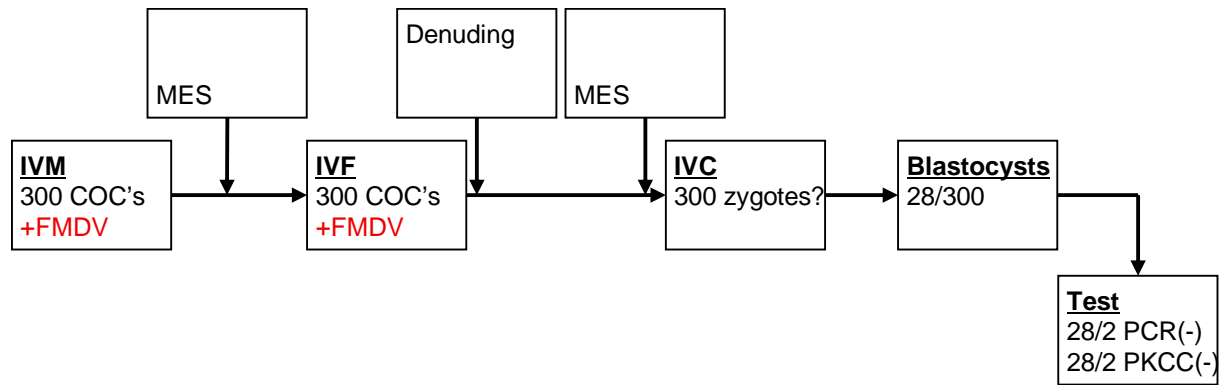 MES
Denuding
MES
IVM
300 COC's
+FMDV
IVF
300 COC's
+FMDV
IVC
300 zygotes?
Blastocysts
28/300
Test
28/2 PCR(-)
28/2 PKCC(-)